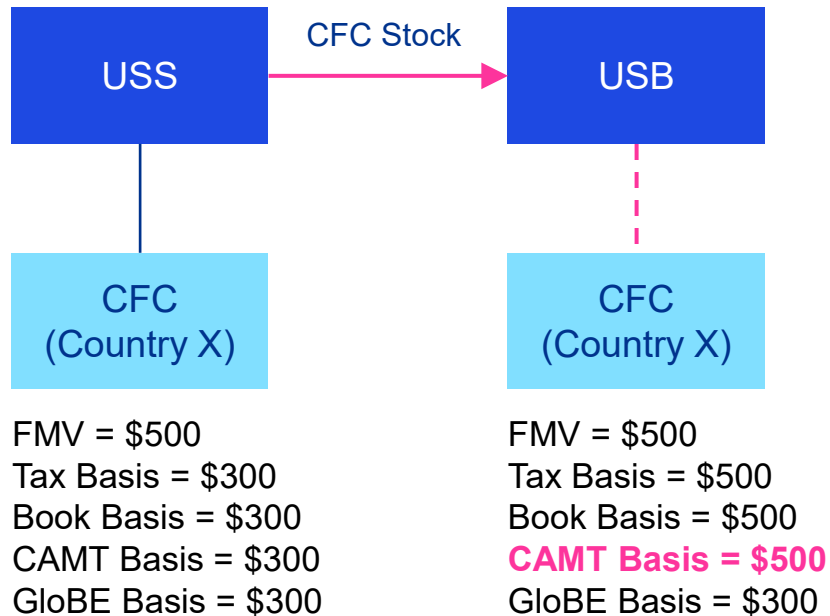 CFC Stock
USS
USB
CFC
(Country X)
CFC
(Country X)
FMV = $500
Tax Basis = $300
Book Basis = $300
CAMT Basis = $300
GloBE Basis = $300
FMV = $500
Tax Basis = $500
Book Basis = $500
CAMT Basis = $500
GloBE Basis = $300